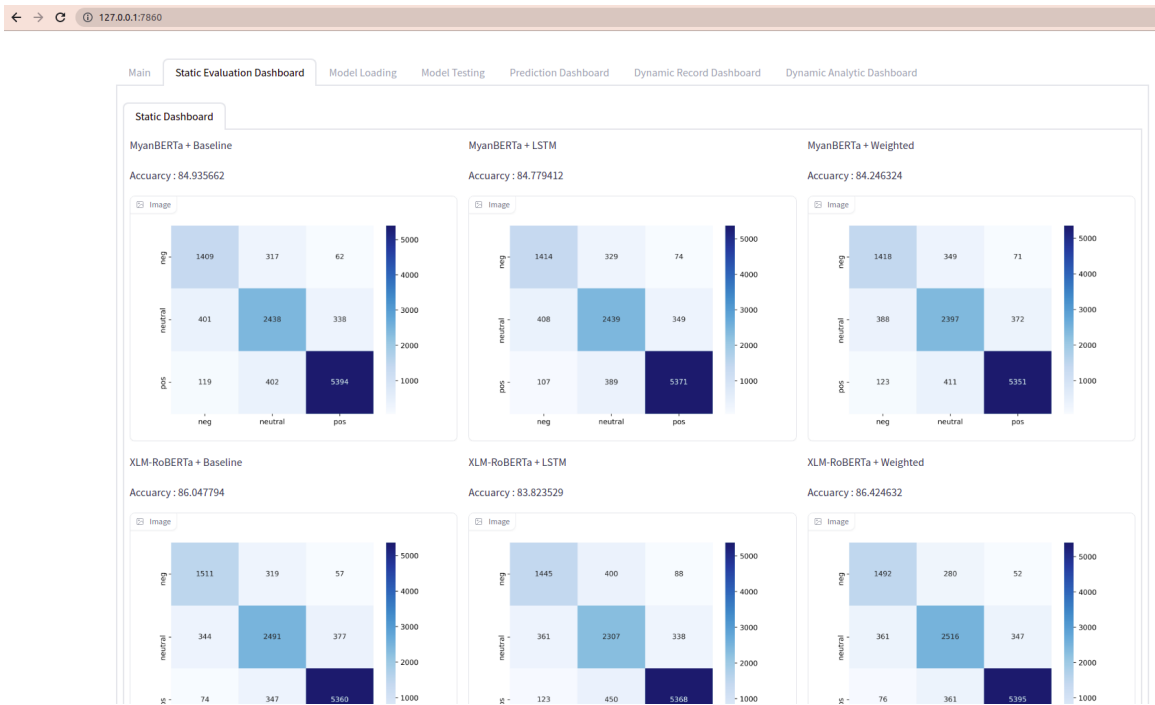 127.0.0.1:7860
Main Static Evaluation Dashboard Model Loading Model Testing Prediction Dashboard Dynamic Record Dashboard Dynamic Analytic Dashboard
Static Dashboard
MyanBERTa + Baseline
Accuarcy : 84.935662
Image
neg 1409 317 62
neutral 401 2438 338
pos 119 402 5394
neg neutral pos
5000
4000
3000
2000
1000
MyanBERTa + LSTM
Accuarcy : 84.779412
Image
neg 1414 329 74
neutral 408 2439 349
pos 107 389 5371
neg neutral pos
5000
4000
3000
2000
1000
MyanBERTa + Weighted
Accuarcy : 84.246324
Image
neg 1418 349 71
neutral 388 2397 372
pos 123 411 5351
neg neutral pos
5000
4000
3000
2000
1000
XLM-RoBERTa + Baseline
Accuarcy : 86.047794
Image
neg 1511 319 57
neutral 344 2491 377
74 347 5360
5000
4000
3000
2000
1000
XLM-RoBERTa + LSTM
Accuarcy : 83.823529
Image
neg 1445 400 88
neutral 361 2307 338
123 450 5368
5000
4000
3000
2000
1000
XLM-RoBERTa + Weighted
Accuarcy : 86.424632
Image
neg 1492 280 52
neutral 361 2516 347
76 361 5395
5000
4000
3000
2000
1000